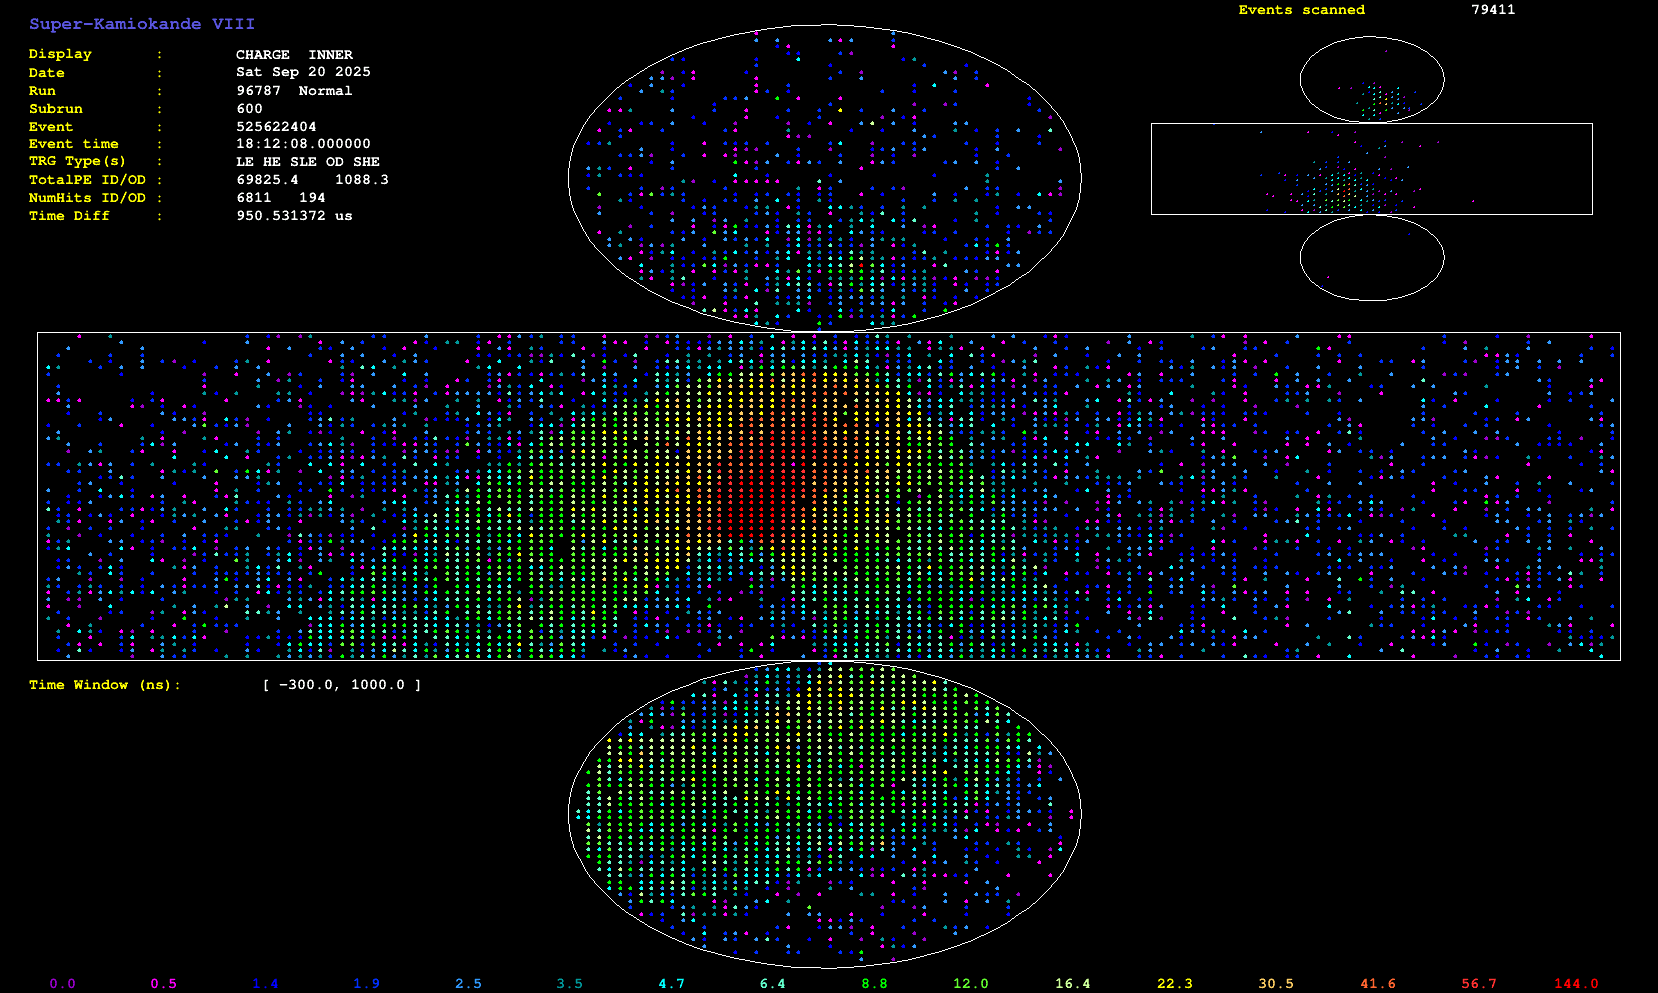 Super-Kamiokande VIII
Events scanned 79411
Display : CHARGE INNER
Date : Sat Sep 20 2025
Run : 96787 Normal
Subrun : 600
Event : 525622404
Event time : 18:12:08.000000
TRG Type(s) : LE HE SLE OD SHE
TotalPE ID/OD : 69825.4 1088.3
NumHits ID/OD : 6811 194
Time Diff : 950.531372 us
Time Window (ns): [ -300.0, 1000.0 ]
0.0 0.5 1.4 1.9 2.5 3.5 4.7 6.4 8.8 12.0 16.4 22.3 30.5 41.6 56.7 144.0